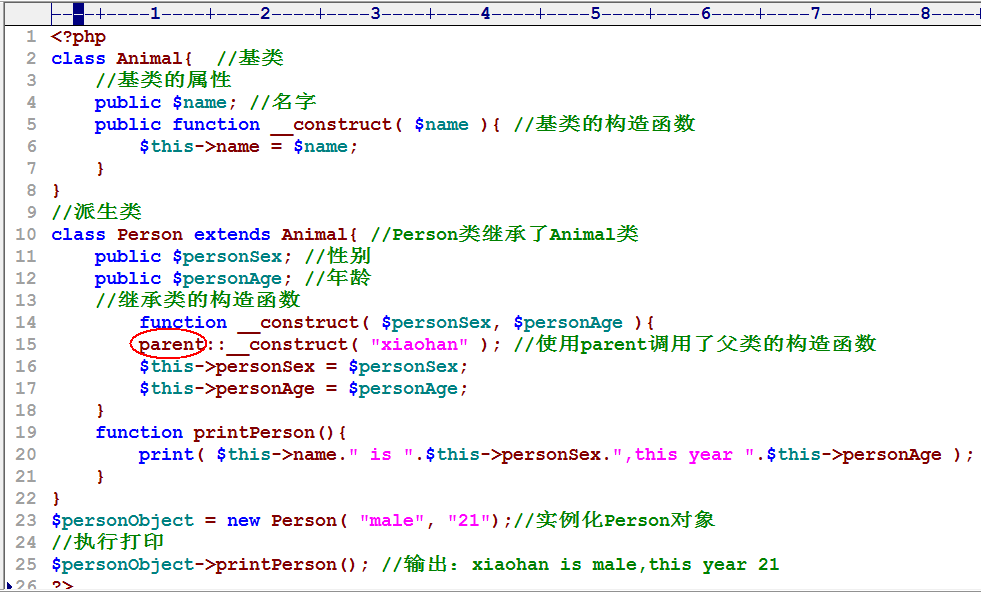 --+----1----+----2----+----3----+----4----+----5----+----6----+----7----+----8----+
1 <?php
2 class Animal{  //基类
3     //基类的属性
4     public $name; //名字
5     public function __construct( $name ){ //基类的构造函数
6         $this->name = $name;
7     }
8 }
9 //派生类
10 class Person extends Animal{ //Person类继承了Animal类
11     public $personSex; //性别
12     public $personAge; //年龄
13     //继承类的构造函数
14         function __construct( $personSex, $personAge ){
15         parent::__construct( "xiaohan" ); //使用parent调用了父类的构造函数
16         $this->personSex = $personSex;
17         $this->personAge = $personAge;
18     }
19     function printPerson(){
20         print( $this->name." is ".$this->personSex.",this year ".$this->personAge );
21     }
22 }
23 $personObject = new Person( "male", "21");//实例化Person对象
24 //执行打印
25 $personObject->printPerson(); //输出：xiaohan is male,this year 21
26 ?>